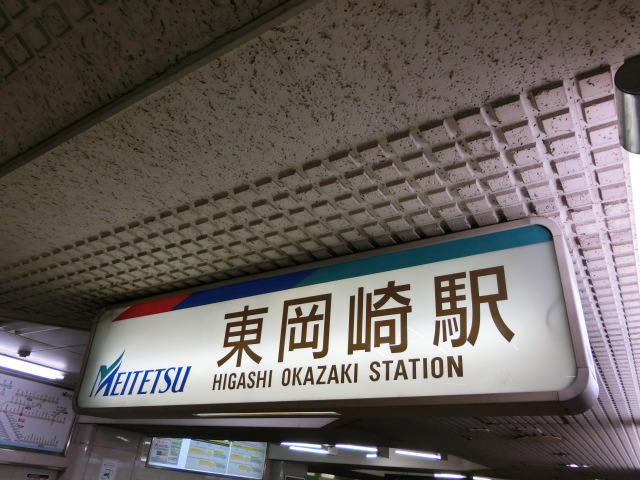 東岡崎駅
MEITETSU
HIGASHI OKAZAKI STATION